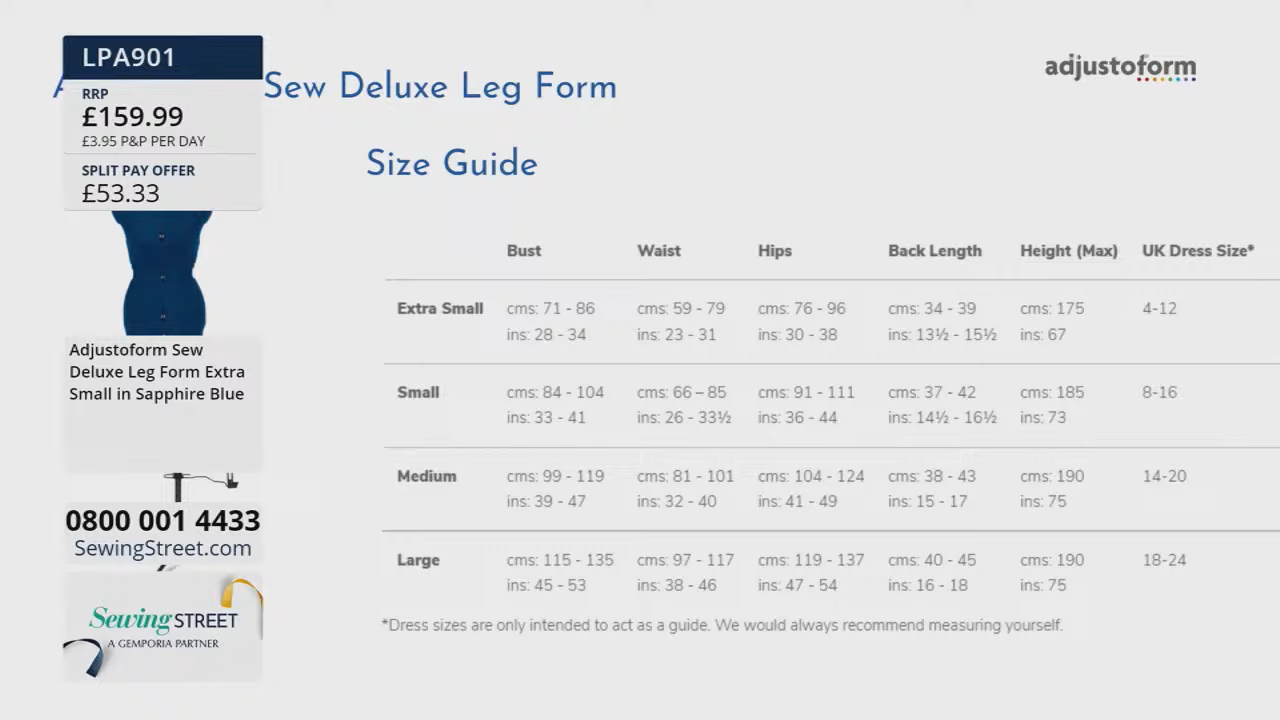 LPA901
RRP
£159.99
£3.95 P&P PER DAY
SPLIT PAY OFFER
£53.33
Adjustoform Sew
Deluxe Leg Form Extra
Small in Sapphire Blue
0800 001 4433
SewingStreet.com
Sewing STREET
A GEMPORIA PARTNER
Sew Deluxe Leg Form
adjustoform
Size Guide
Bust Waist Hips Back Length Height (Max) UK Dress Size*
Extra Small cms: 71 - 86 cms: 59 - 79 cms: 76 - 96 cms: 34 - 39 cms: 175 4-12
ins: 28 - 34 ins: 23 - 31 ins: 30 - 38 ins: 13½ - 15½ ins: 67
Small cms: 84 - 104 cms: 66 – 85 cms: 91 - 111 cms: 37 - 42 cms: 185 8-16
ins: 33 - 41 ins: 26 - 33½ ins: 36 - 44 ins: 14½ - 16½ ins: 73
Medium cms: 99 - 119 cms: 81 - 101 cms: 104 - 124 cms: 38 - 43 cms: 190 14-20
ins: 39 - 47 ins: 32 - 40 ins: 41 - 49 ins: 15 - 17 ins: 75
Large cms: 115 - 135 cms: 97 - 117 cms: 119 - 137 cms: 40 - 45 cms: 190 18-24
ins: 45 - 53 ins: 38 - 46 ins: 47 - 54 ins: 16 - 18 ins: 75
*Dress sizes are only intended to act as a guide. We would always recommend measuring yourself.